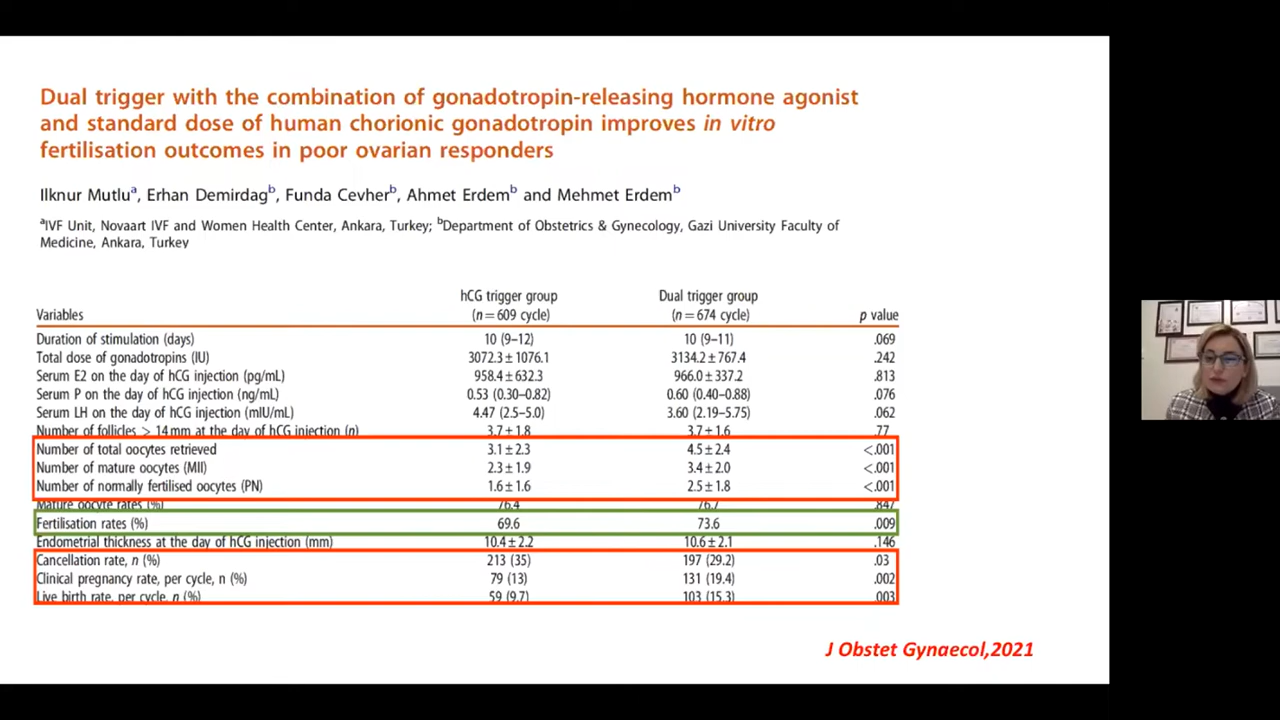 Dual trigger with the combination of gonadotropin-releasing hormone agonist
and standard dose of human chorionic gonadotropin improves in vitro
fertilisation outcomes in poor ovarian responders
Ilknur Mutluª, Erhan Demirdagᵇ, Funda Cevherᵇ, Ahmet Erdemᵇ and Mehmet Erdemᵇ
ªIVF Unit, Novaart IVF and Women Health Center, Ankara, Turkey; ᵇDepartment of Obstetrics & Gynecology, Gazi University Faculty of
Medicine, Ankara, Turkey
hCG trigger group Dual trigger group
Variables (n=609 cycle) (n=674 cycle) p value
Duration of stimulation (days) 10 (9–12) 10 (9–11) .069
Total dose of gonadotropins (IU) 3072.3±1076.1 3134.2±767.4 .242
Serum E2 on the day of hCG injection (pg/mL) 958.4±632.3 966.0±337.2 .813
Serum P on the day of hCG injection (ng/mL) 0.53 (0.30–0.82) 0.60 (0.40–0.88) .076
Serum LH on the day of hCG injection (mIU/mL) 4.47 (2.5–5.0) 3.60 (2.19–5.75) .062
Number of follicles > 14 mm at the day of hCG injection (n) 3.7±1.8 3.7±1.6 .77
Number of total oocytes retrieved 3.1±2.3 4.5±2.4 <.001
Number of mature oocytes (MII) 2.3±1.9 3.4±2.0 <.001
Number of normally fertilised oocytes (PN) 1.6±1.6 2.5±1.8 <.001
Mature oocyte rates (%) 76.4 76.7 .847
Fertilisation rates (%) 69.6 73.6 .009
Endometrial thickness at the day of hCG injection (mm) 10.4±2.2 10.6±2.1 .146
Cancellation rate, n (%) 213 (35) 197 (29.2) .03
Clinical pregnancy rate, per cycle, n (%) 79 (13) 131 (19.4) .002
Live birth rate, per cycle, n (%) 59 (9.7) 103 (15.3) .003
J Obstet Gynaecol,2021